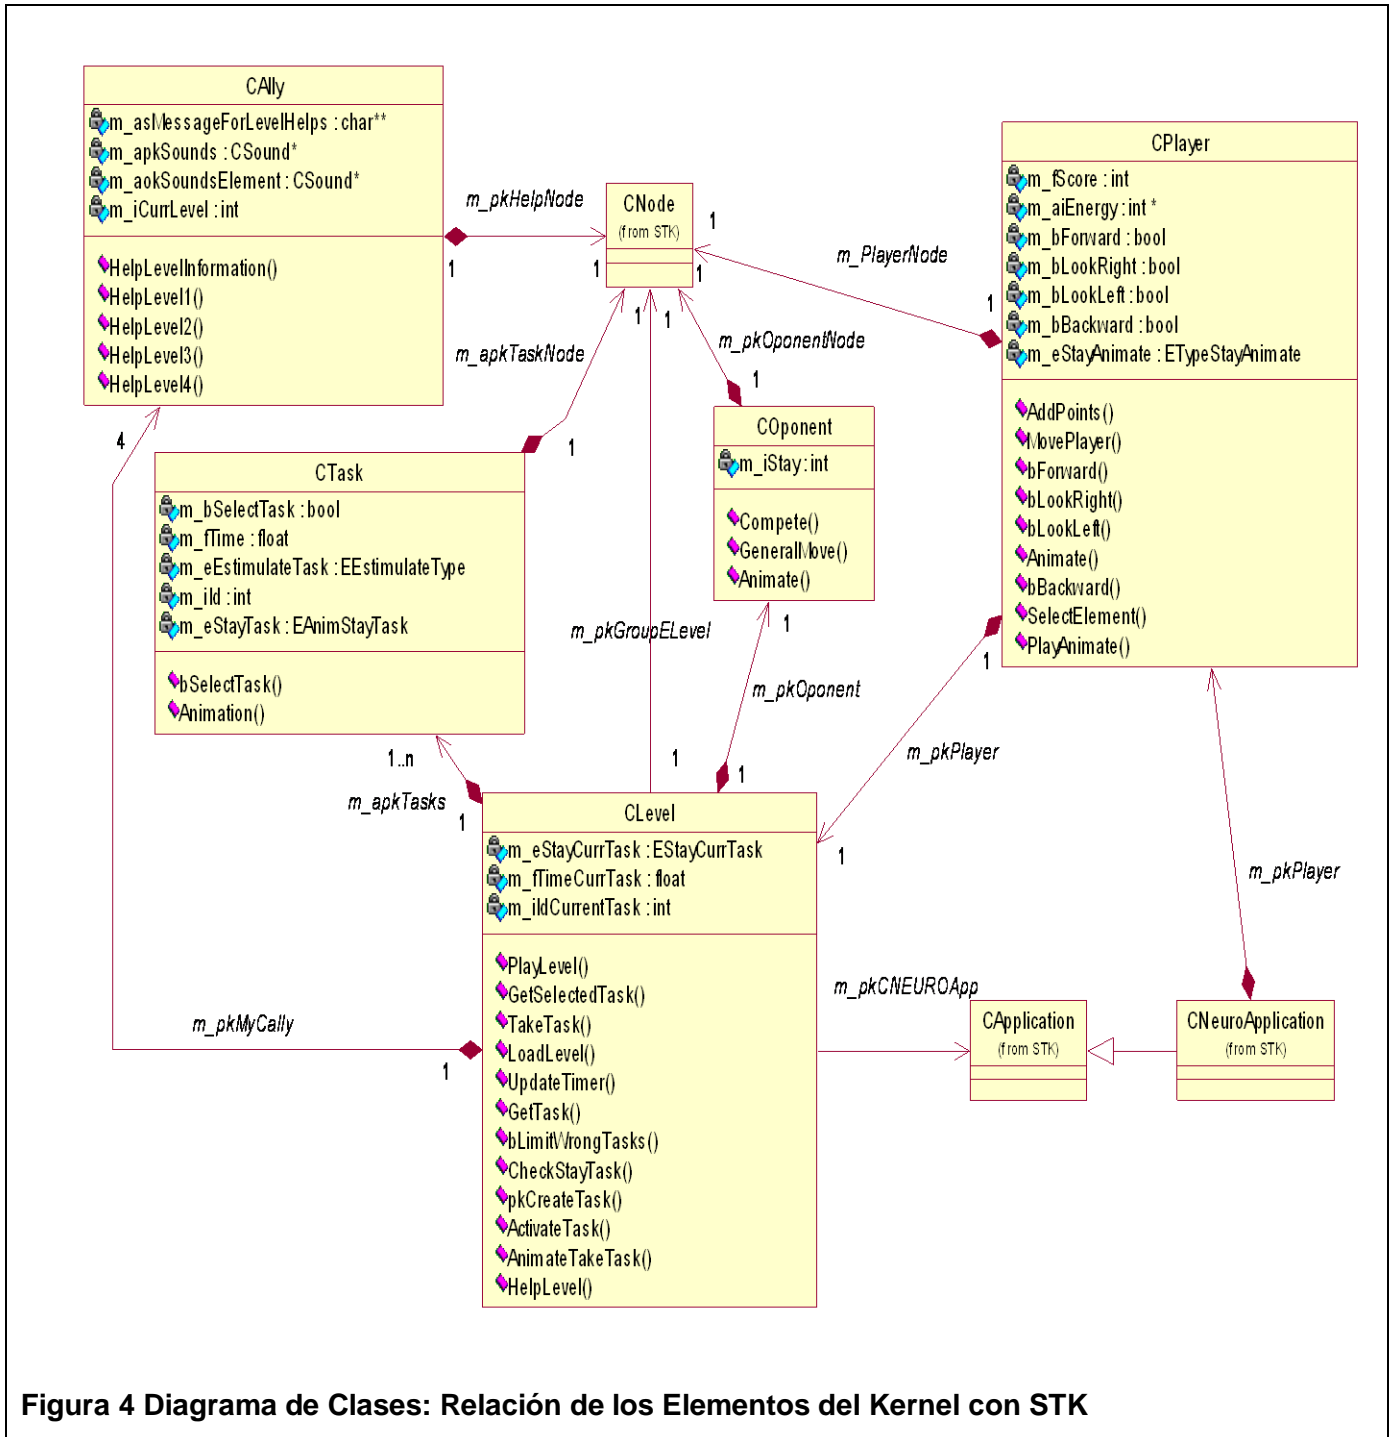 CAlly
m_asMessageForLevelHelps : char**
m_apkSounds : CSound*
m_aokSoundsElement : CSound*
m_iCurrLevel : int
HelpLevelInformation()
HelpLevel1()
HelpLevel2()
HelpLevel3()
HelpLevel4()
m_pkHelpNode
1
1
CNode
(from STK)
1
1
1
1
m_PlayerNode
1
CPlayer
m_fScore : int
m_aiEnergy : int *
m_bForward : bool
m_bLookRight : bool
m_bLookLeft : bool
m_bBackward : bool
m_eStayAnimate : ETypeStayAnimate
AddPoints()
MovePlayer()
bForward()
bLookRight()
bLookLeft()
Animate()
bBackward()
SelectElement()
PlayAnimate()
1
m_apkTaskNode
1
m_pkOponentNode
1
4
CTask
m_bSelectTask : bool
m_fTime : float
m_eEstimateTask : EEstimulateType
m_iId : int
m_eStayTask : EAnimStayTask
bSelectTask()
Animation()
COponent
m_iStay : int
Compete()
GeneralMove()
Animate()
1
m_pkGroupELevel
m_pkOponent
1
1
1..n
m_apkTasks
1
m_pkPlayer
1
CLevel
m_eStayCurrTask : EStayCurrTask
m_fTimeCurrTask : float
m_iIdCurrentTask : int
PlayLevel()
GetSelectedTask()
TakeTask()
LoadLevel()
UpdateTimer()
GetTask()
bLimitWrongTasks()
CheckStayTask()
pkCreateTask()
ActivateTask()
AnimateTakeTask()
HelpLevel()
m_pkMyCally
1
m_pkPlayer
m_pkCNEUROApp
CApplication
(from STK)
CNeuroApplication
(from STK)
Figura 4 Diagrama de Clases: Relación de los Elementos del Kernel con STK